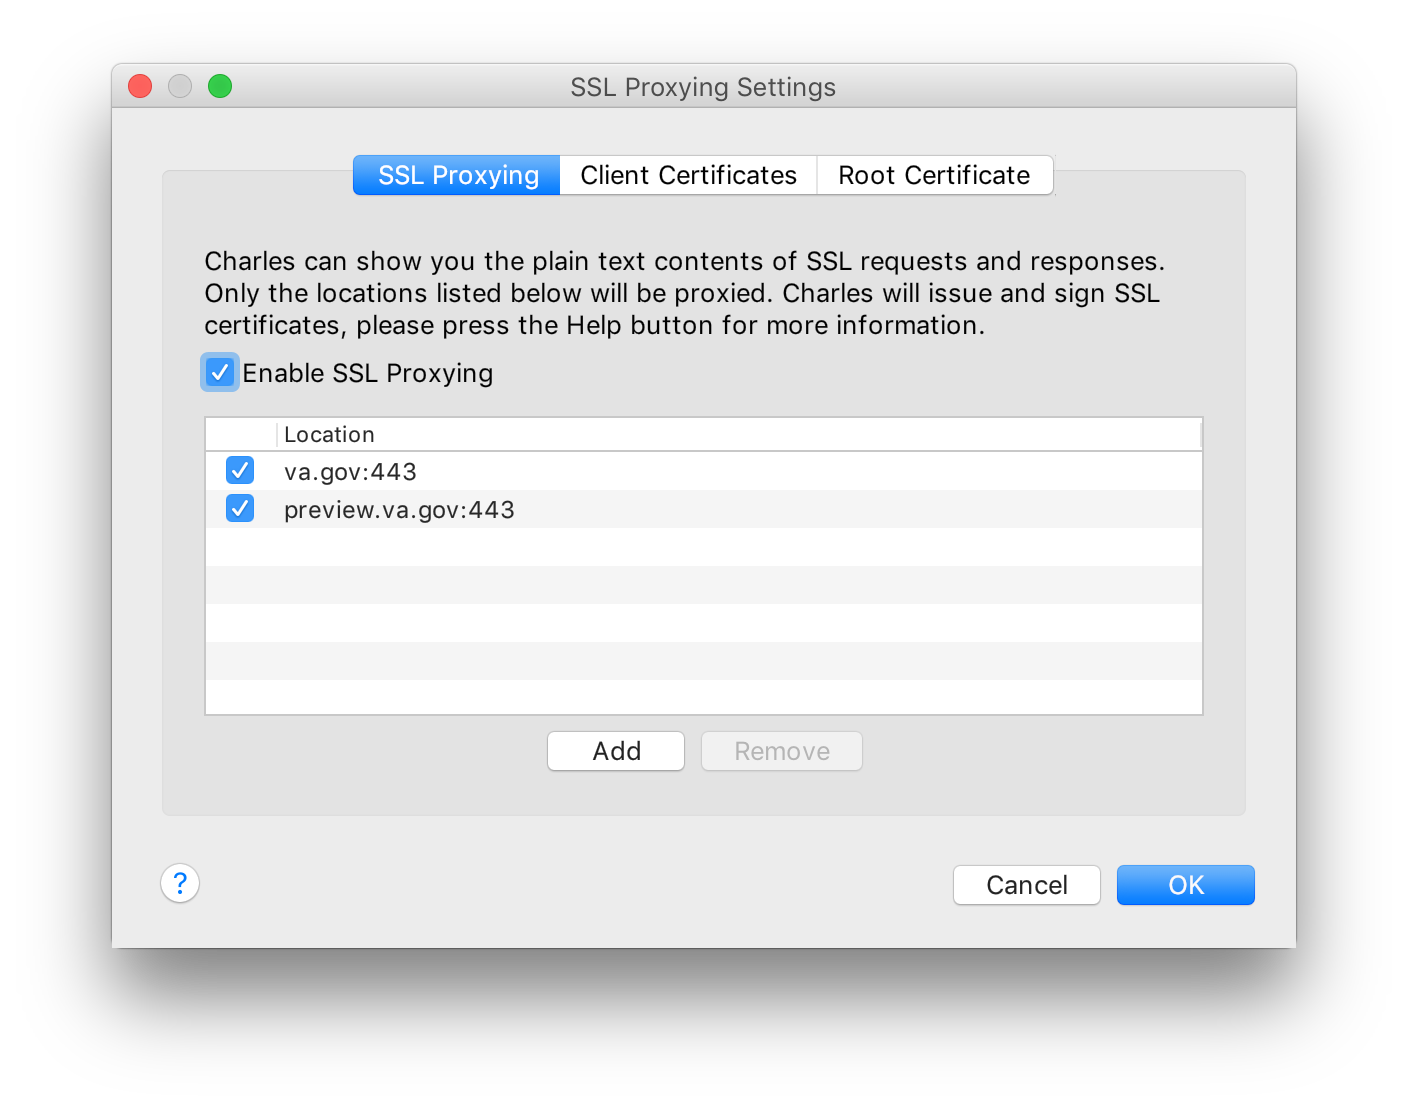 SSL Proxying Settings
SSL Proxying
Client Certificates
Root Certificate
Charles can show you the plain text contents of SSL requests and responses.
Only the locations listed below will be proxied. Charles will issue and sign SSL
certificates, please press the Help button for more information.
Enable SSL Proxying
Location
va.gov:443
preview.va.gov:443
Add
Remove
?
Cancel
OK